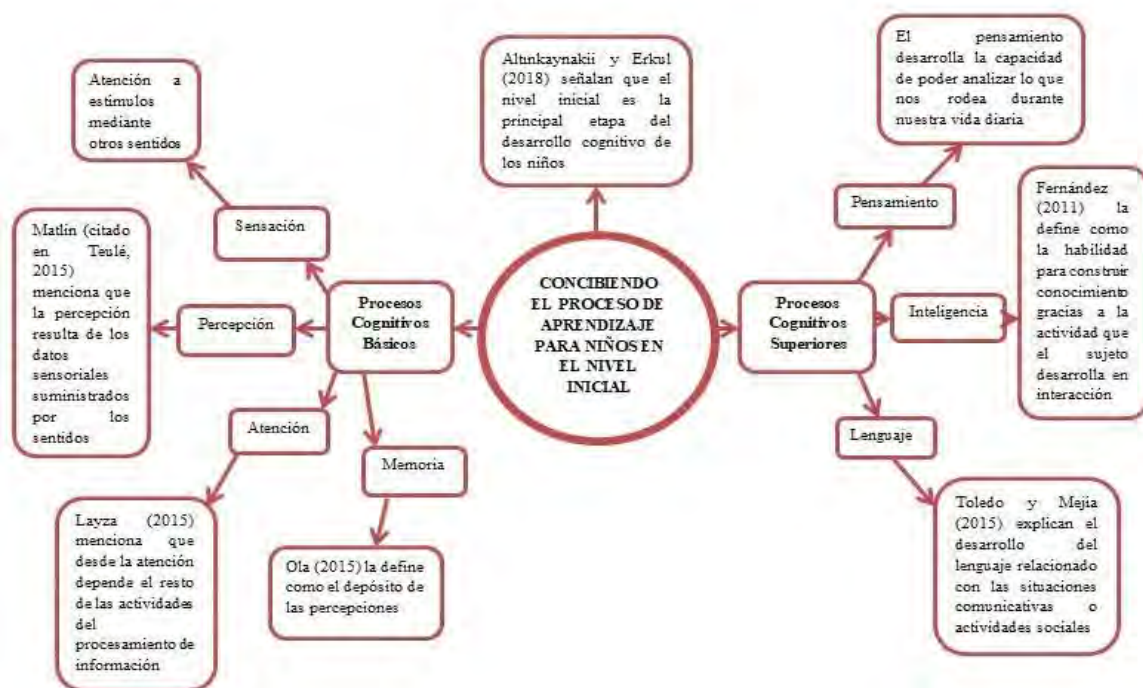 Altınkaynakii y Erkul
(2018) señalan que el
nivel inicial es la
principal etapa del
desarrollo cognitivo de
los niños
CONCIBIENDO
EL PROCESO DE
APRENDIZAJE
PARA NIÑOS EN
EL NIVEL
INICIAL
Procesos
Cognitivos
Básicos
Sensación
Atención a
estímulos
mediante
otros sentidos
Percepción
Matlin (citado
en Teulé,
2015)
menciona que
la percepción
resulta de los
datos
sensoriales
suministrados
por los
sentidos
Atención
Layza (2015)
menciona que
desde la atención
depende el resto
de las actividades
del
procesamiento de
información
Memoria
Ola (2015) la define
como el depósito de
las percepciones
Procesos
Cognitivos
Superiores
Pensamiento
El pensamiento
desarrolla la capacidad
de poder analizar lo que
nos rodea durante
nuestra vida diaria
Inteligencia
Fernández
(2011) la
define como
la habilidad
para construir
conocimiento
gracias a la
actividad que
el sujeto
desarrolla en
interacción
Lenguaje
Toledo y Mejia
(2015) explican el
desarrollo del
lenguaje relacionado
con las situaciones
comunicativas o
actividades sociales